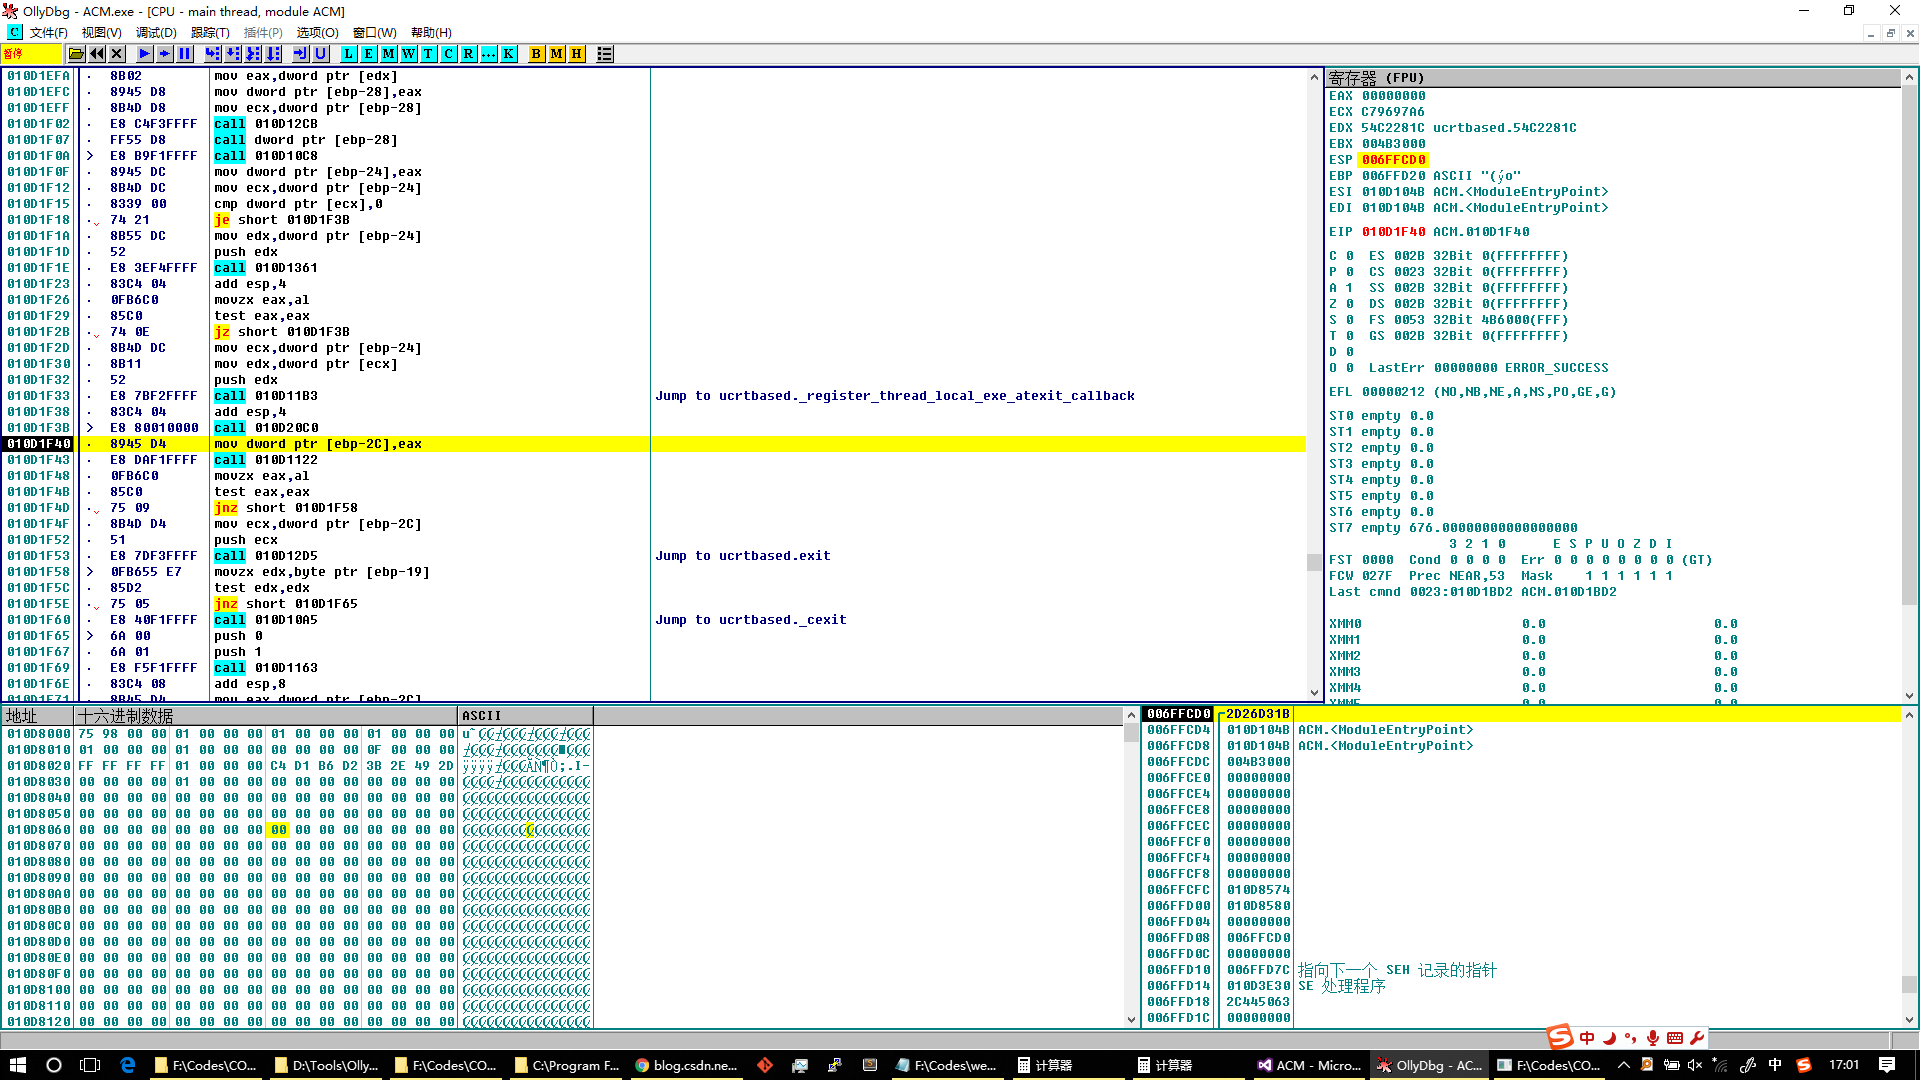 OllyDbg - ACM.exe - [CPU - main thread, module ACM]
C 文件(F) 视图(V) 调试(D) 跟踪(T) 插件(P) 选项(O) 窗口(W) 帮助(H)
暂停 L E M W T C R ... K B M H
010D1EFA · 8B02 mov eax,dword ptr [edx]
010D1EFC · 8945 D8 mov dword ptr [ebp-28],eax
010D1EFF · 8B4D D8 mov ecx,dword ptr [ebp-28]
010D1F02 · E8 C4F3FFFF call 010D12CB
010D1F07 · FF55 D8 call dword ptr [ebp-28]
010D1F0A > E8 B9F1FFFF call 010D10C8
010D1F0F · 8945 DC mov dword ptr [ebp-24],eax
010D1F12 · 8B4D DC mov ecx,dword ptr [ebp-24]
010D1F15 · 8339 00 cmp dword ptr [ecx],0
010D1F18 · 74 21 je short 010D1F3B
010D1F1A · 8B55 DC mov edx,dword ptr [ebp-24]
010D1F1D · 52 push edx
010D1F1E · E8 3EF4FFFF call 010D1361
010D1F23 · 83C4 04 add esp,4
010D1F26 · 0FB6C0 movzx eax,al
010D1F29 · 85C0 test eax,eax
010D1F2B · 74 0E jz short 010D1F3B
010D1F2D · 8B4D DC mov ecx,dword ptr [ebp-24]
010D1F30 · 8B11 mov edx,dword ptr [ecx]
010D1F32 · 52 push edx
010D1F33 · E8 7BF2FFFF call 010D11B3 Jump to ucrtbased._register_thread_local_exe_atexit_callback
010D1F38 · 83C4 04 add esp,4
010D1F3B > E8 80010000 call 010D20C0
010D1F40 · 8945 D4 mov dword ptr [ebp-2C],eax
010D1F43 · E8 DAF1FFFF call 010D1122
010D1F48 · 0FB6C0 movzx eax,al
010D1F4B · 85C0 test eax,eax
010D1F4D · 75 09 jnz short 010D1F58
010D1F4F · 8B4D D4 mov ecx,dword ptr [ebp-2C]
010D1F52 · 51 push ecx
010D1F53 · E8 7DF3FFFF call 010D12D5 Jump to ucrtbased.exit
010D1F58 > 0FB655 E7 movzx edx,byte ptr [ebp-19]
010D1F5C · 85D2 test edx,edx
010D1F5E · 75 05 jnz short 010D1F65
010D1F60 · E8 40F1FFFF call 010D10A5 Jump to ucrtbased._cexit
010D1F65 > 6A 00 push 0
010D1F67 · 6A 01 push 1
010D1F69 · E8 F5F1FFFF call 010D1163
010D1F6E · 83C4 08 add esp,8
010D1F71 · 8B45 D4 mov eax,dword ptr [ebp-2C]
寄存器 (FPU)
EAX 00000000
ECX C79697A6
EDX 54C2281C ucrtbased.54C2281C
EBX 004B3000
ESP 006FFCD0
EBP 006FFD20 ASCII "(ýo"
ESI 010D104B ACM.<ModuleEntryPoint>
EDI 010D104B ACM.<ModuleEntryPoint>
EIP 010D1F40 ACM.010D1F40
C 0 ES 002B 32Bit 0(FFFFFFFF)
P 0 CS 0023 32Bit 0(FFFFFFFF)
A 1 SS 002B 32Bit 0(FFFFFFFF)
Z 0 DS 002B 32Bit 0(FFFFFFFF)
S 0 FS 0053 32Bit 4B6000(FFF)
T 0 GS 002B 32Bit 0(FFFFFFFF)
D 0
O 0 LastErr 00000000 ERROR_SUCCESS
EFL 00000212 (NO,NB,NE,A,NS,PO,GE,G)
ST0 empty 0.0
ST1 empty 0.0
ST2 empty 0.0
ST3 empty 0.0
ST4 empty 0.0
ST5 empty 0.0
ST6 empty 0.0
ST7 empty 676.00000000000000000
3 2 1 0 E S P U O Z D I
FST 0000 Cond 0 0 0 0 Err 0 0 0 0 0 0 0 0 (GT)
FCW 027F Prec NEAR,53 Mask 1 1 1 1 1 1
Last cmnd 0023:010D1BD2 ACM.010D1BD2
XMM0 0.0 0.0
XMM1 0.0 0.0
XMM2 0.0 0.0
XMM3 0.0 0.0
XMM4 0.0 0.0
地址 十六进制数据 ASCII
010D8000 75 98 00 00 01 00 00 00 01 00 00 00 01 00 00 00
010D8010 01 00 00 00 01 00 00 00 00 00 00 00 0F 00 00 00
010D8020 FF FF FF FF 01 00 00 00 C4 D1 B6 D2 3B 2E 49 2D
010D8030 00 00 00 00 01 00 00 00 00 00 00 00 00 00 00 00
010D8040 00 00 00 00 00 00 00 00 00 00 00 00 00 00 00 00
010D8050 00 00 00 00 00 00 00 00 00 00 00 00 00 00 00 00
010D8060 00 00 00 00 00 00 00 00 00 00 00 00 00 00 00 00
010D8070 00 00 00 00 00 00 00 00 00 00 00 00 00 00 00 00
010D8080 00 00 00 00 00 00 00 00 00 00 00 00 00 00 00 00
010D8090 00 00 00 00 00 00 00 00 00 00 00 00 00 00 00 00
010D80A0 00 00 00 00 00 00 00 00 00 00 00 00 00 00 00 00
010D80B0 00 00 00 00 00 00 00 00 00 00 00 00 00 00 00 00
010D80C0 00 00 00 00 00 00 00 00 00 00 00 00 00 00 00 00
010D80D0 00 00 00 00 00 00 00 00 00 00 00 00 00 00 00 00
010D80E0 00 00 00 00 00 00 00 00 00 00 00 00 00 00 00 00
010D80F0 00 00 00 00 00 00 00 00 00 00 00 00 00 00 00 00
010D8100 00 00 00 00 00 00 00 00 00 00 00 00 00 00 00 00
010D8110 00 00 00 00 00 00 00 00 00 00 00 00 00 00 00 00
010D8120 00 00 00 00 00 00 00 00 00 00 00 00 00 00 00 00
006FFCD0 2D26D31B
006FFCD4 010D104B ACM.<ModuleEntryPoint>
006FFCD8 010D104B ACM.<ModuleEntryPoint>
006FFCDC 004B3000
006FFCE0 00000000
006FFCE4 00000000
006FFCE8 00000000
006FFCEC 00000000
006FFCF0 00000000
006FFCF4 00000000
006FFCF8 00000000
006FFCFC 010D8574
006FFD00 010D8580
006FFD04 00000000
006FFD08 006FFCD0
006FFD0C 00000000
006FFD10 006FFD7C 指向下一个 SEH 记录的指针
006FFD14 010D3E30 SE 处理程序
006FFD18 2C445063
006FFD1C 00000000
中
F:\Codes\CO... D:\Tools\Olly... F:\Codes\CO... C:\Program F... blog.csdn.ne... F:\Codes\we... 计算器 计算器 ACM - Micro... OllyDbg - AC... F:\Codes\CO... 中 17:01